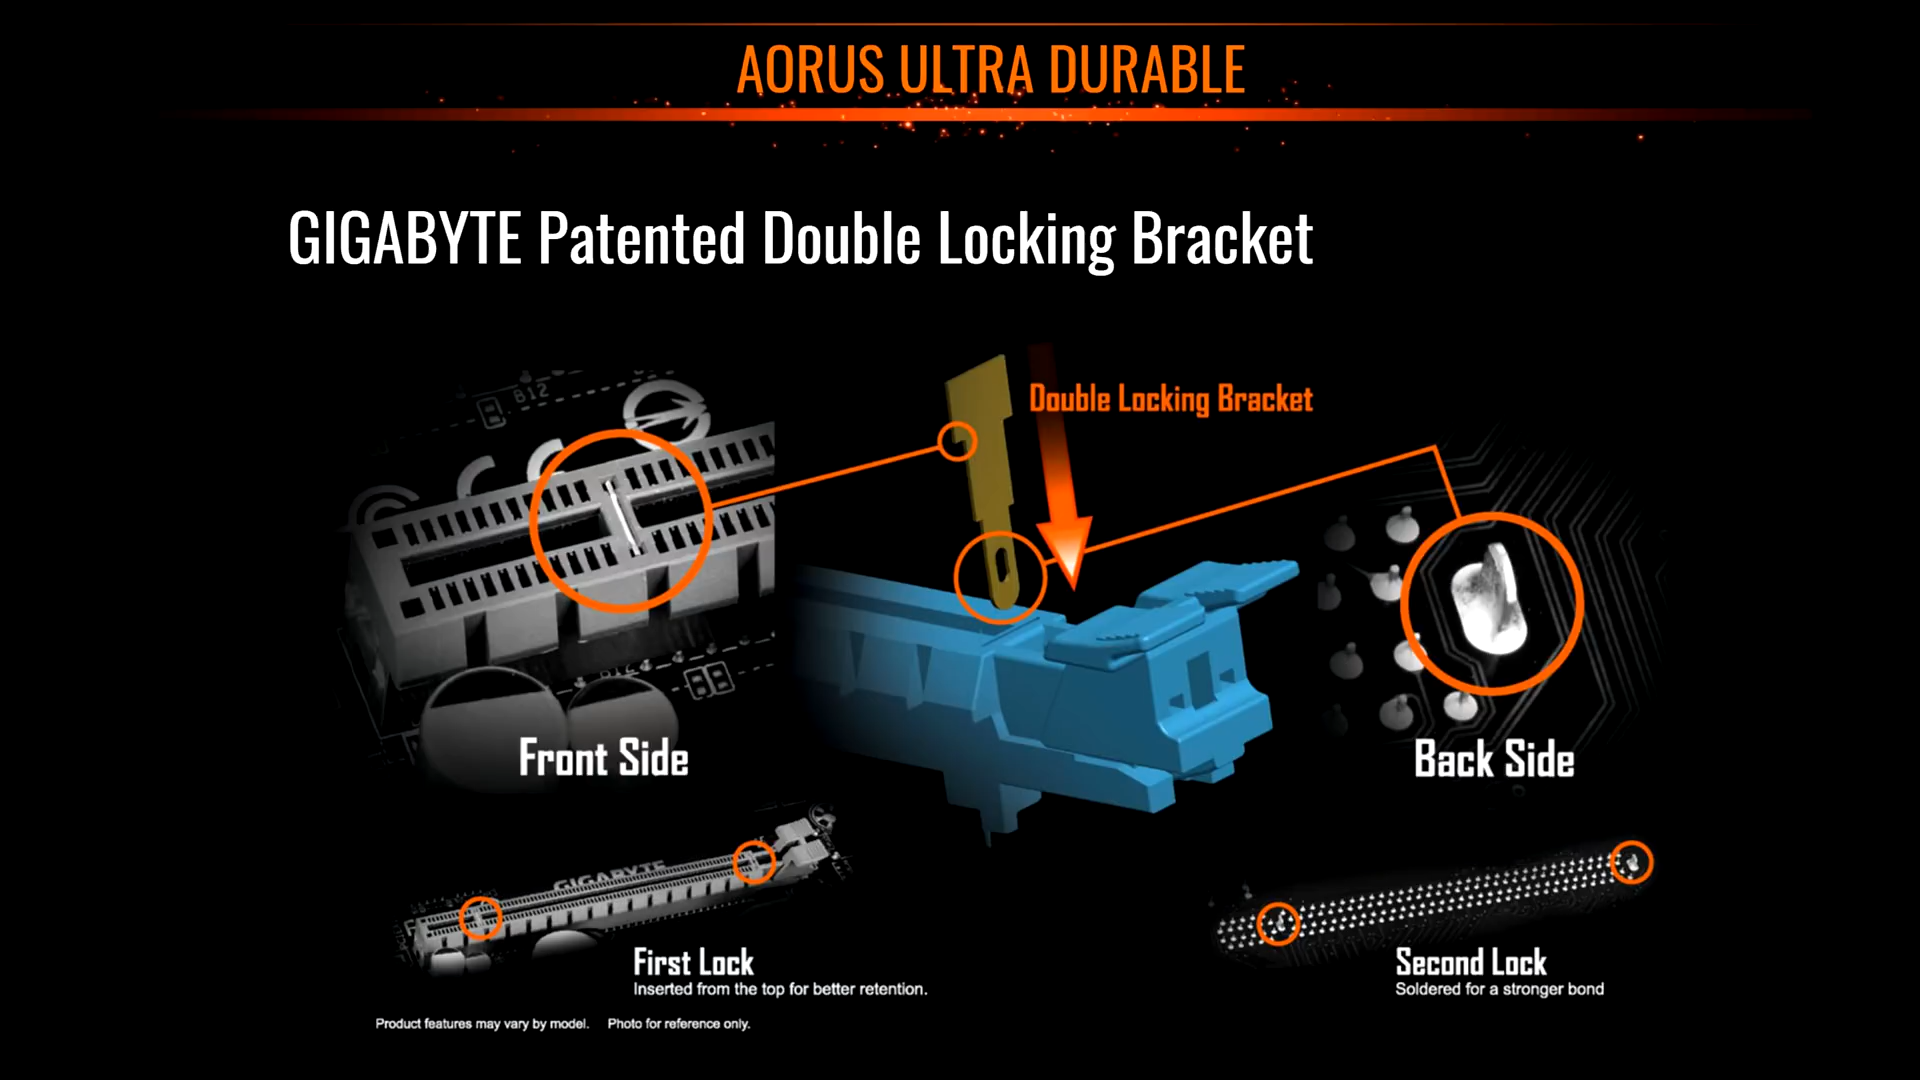 AORUS ULTRA DURABLE
GIGABYTE Patented Double Locking Bracket
Double Locking Bracket
B12
Front Side
Back Side
GIGABYTE
First Lock
Inserted from the top for better retention.
Second Lock
Soldered for a stronger bond
Product features may vary by model. Photo for reference only.